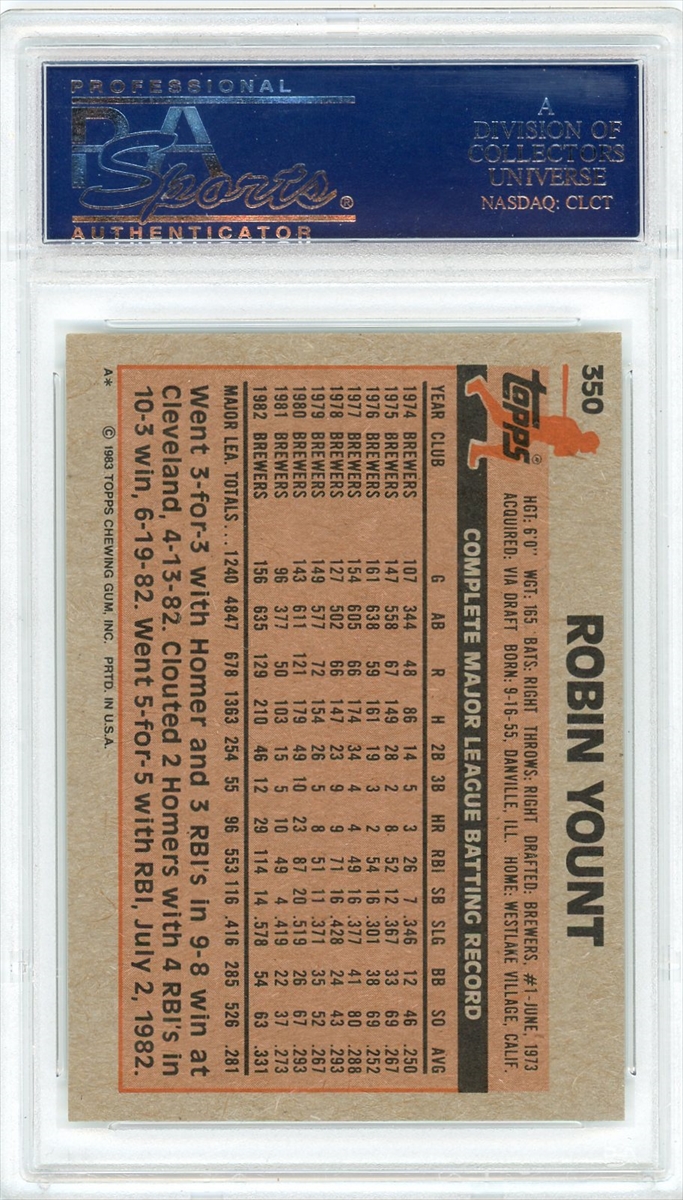 PROFESSIONAL
PSA
Sports®
AUTHENTICATOR
A
DIVISION OF
COLLECTORS
UNIVERSE
NASDAQ: CLCT
350
topps®
ROBIN YOUNT
HGT: 6'0" WGT: 165 BATS: RIGHT THROWS: RIGHT DRAFTED: BREWERS, #1-JUNE, 1973
ACQUIRED: VIA DRAFT BORN: 9-16-55, DANVILLE, ILL. HOME: WESTLAKE VILLAGE, CALIF.
COMPLETE MAJOR LEAGUE BATTING RECORD
YEAR CLUB G AB R H 2B 3B HR RBI SB SLG BB SO AVG
1974 BREWERS 107 344 48 86 14 5 3 26 7 .346 12 46 .250
1975 BREWERS 147 558 67 149 28 2 8 52 12 .367 33 69 .267
1976 BREWERS 161 638 59 161 19 3 2 54 16 .301 38 69 .252
1977 BREWERS 154 605 66 174 34 4 4 49 16 .377 41 80 .288
1978 BREWERS 127 502 66 147 23 9 9 71 16 .428 24 43 .293
1979 BREWERS 149 577 72 154 26 5 8 51 11 .371 35 52 .267
1980 BREWERS 143 611 121 179 49 10 23 87 20 .519 26 67 .293
1981 BREWERS 96 377 50 103 15 5 10 49 4 .419 22 37 .273
1982 BREWERS 156 635 129 210 46 12 29 114 14 .578 54 63 .331
MAJOR LEA. TOTALS... 1240 4847 678 1363 254 55 96 553 116 .416 285 526 .281
Went 3-for-3 with Homer and 3 RBI's in 9-8 win at
Cleveland, 4-13-82. Clouted 2 Homers with 4 RBI's in
10-3 win, 6-19-82. Went 5-for-5 with RBI, July 2, 1982.
A* © 1983 TOPPS CHEWING GUM, INC. PRTD. IN U.S.A.